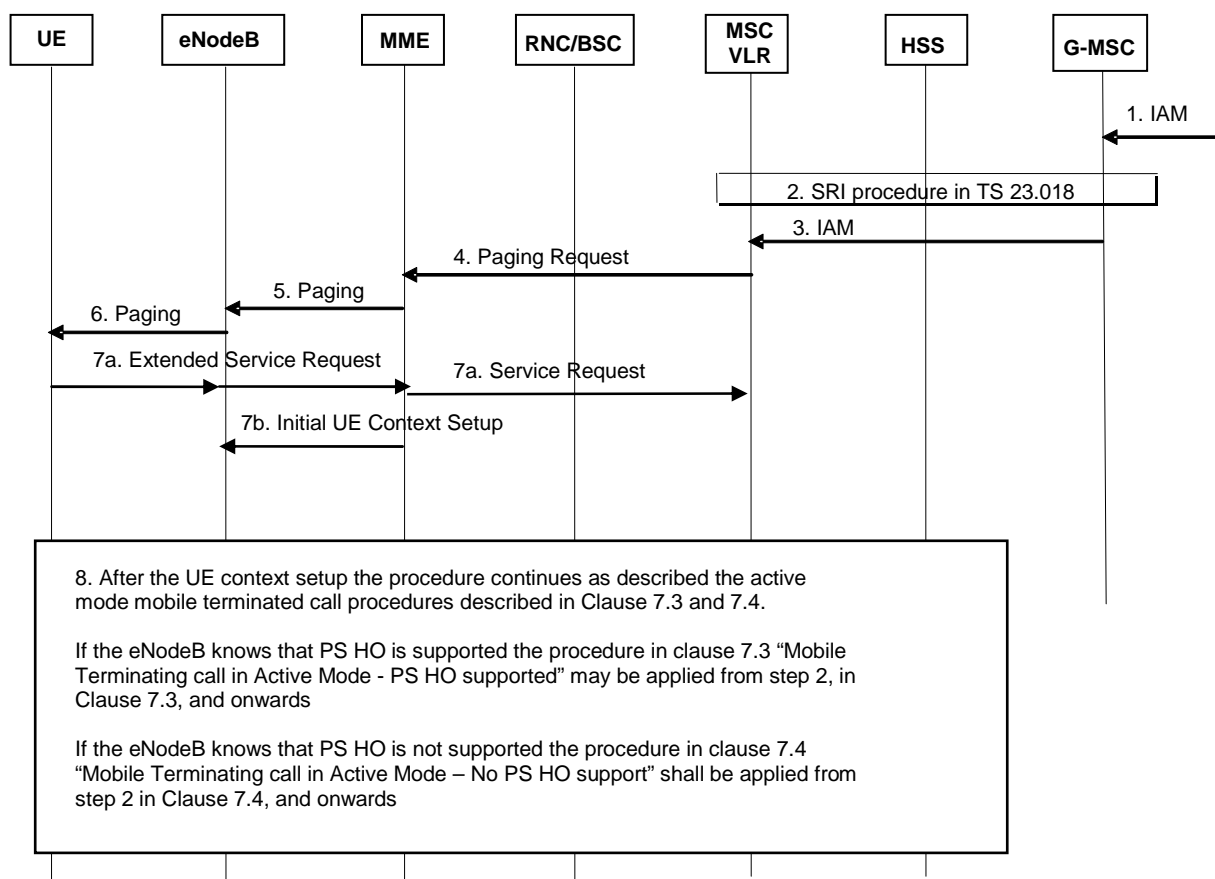 UE
eNodeB
MME
RNC/BSC
MSC
VLR
HSS
G-MSC
1. IAM
2. SRI procedure in TS 23.018
3. IAM
4. Paging Request
5. Paging
6. Paging
7a. Extended Service Request
7a. Service Request
7b. Initial UE Context Setup
8. After the UE context setup the procedure continues as described the active
mode mobile terminated call procedures described in Clause 7.3 and 7.4.
If the eNodeB knows that PS HO is supported the procedure in clause 7.3 “Mobile
Terminating call in Active Mode - PS HO supported” may be applied from step 2, in
Clause 7.3, and onwards
If the eNodeB knows that PS HO is not supported the procedure in clause 7.4
“Mobile Terminating call in Active Mode – No PS HO support” shall be applied from
step 2 in Clause 7.4, and onwards